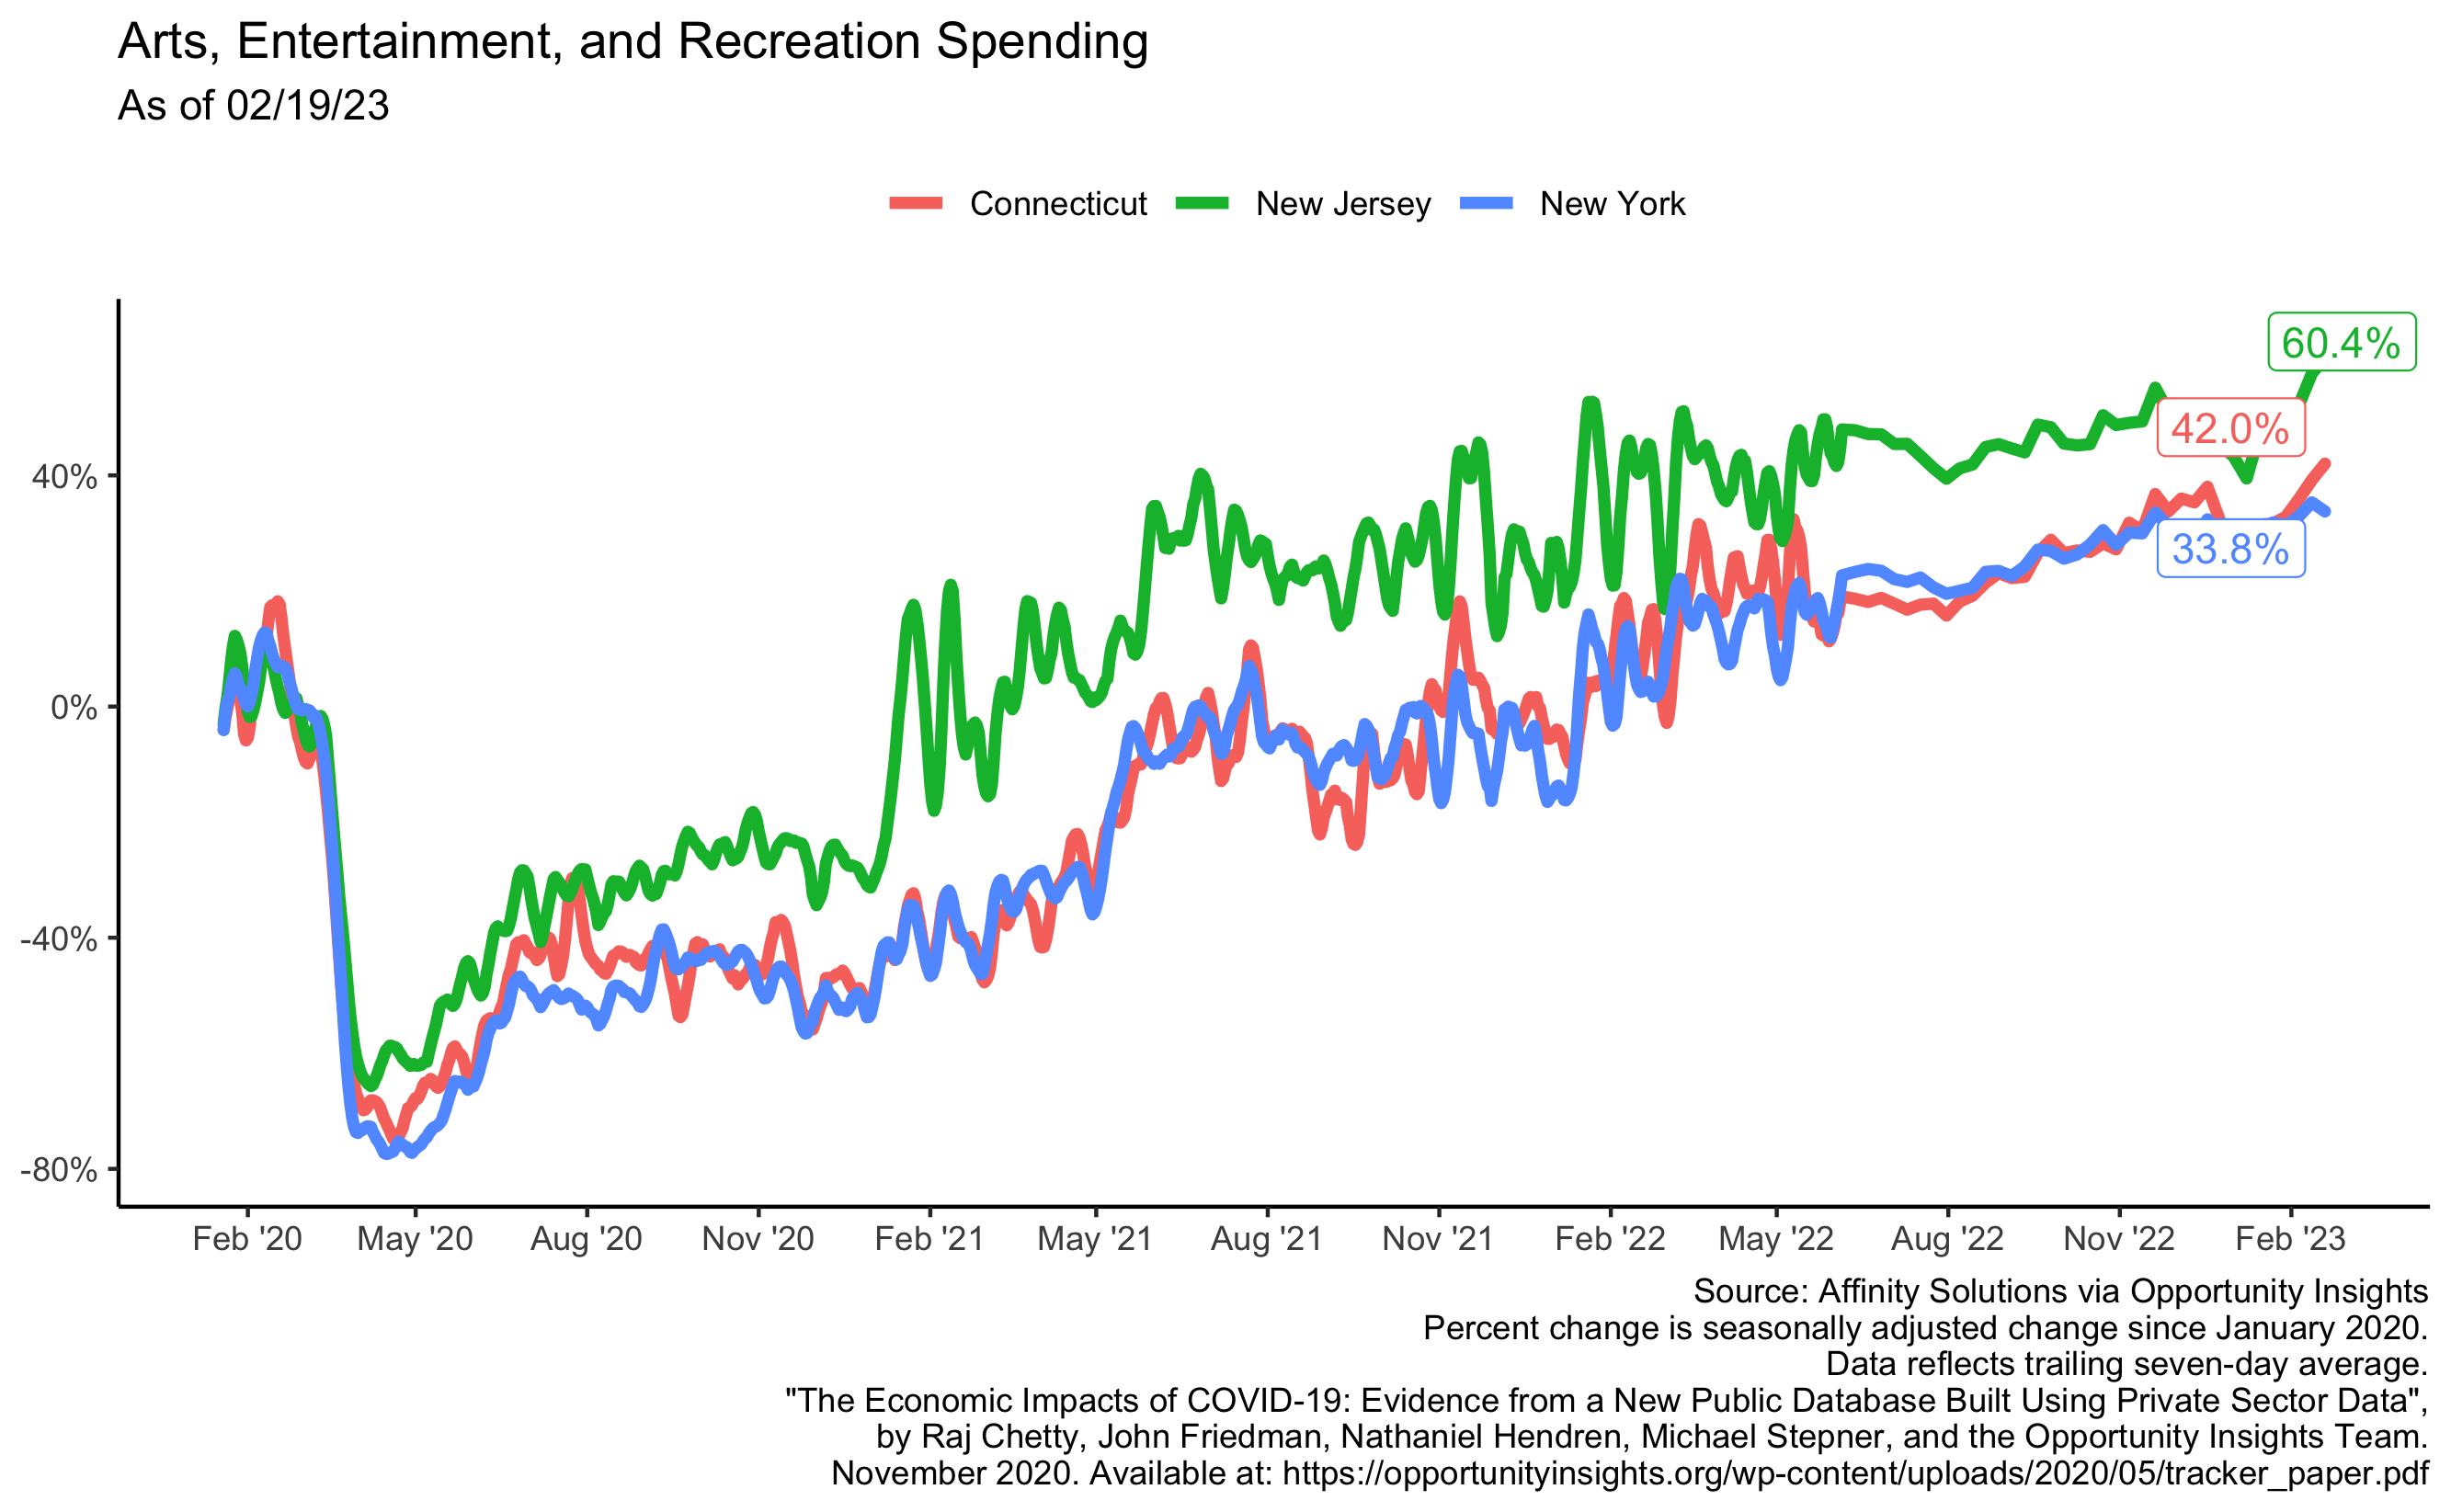 Arts, Entertainment, and Recreation Spending
As of 02/19/23
Connecticut New Jersey New York
60.4%
42.0%
33.8%
40%
0%
-40%
-80%
Feb '20 May '20 Aug '20 Nov '20 Feb '21 May '21 Aug '21 Nov '21 Feb '22 May '22 Aug '22 Nov '22 Feb '23
Source: Affinity Solutions via Opportunity Insights
Percent change is seasonally adjusted change since January 2020.
Data reflects trailing seven-day average.
"The Economic Impacts of COVID-19: Evidence from a New Public Database Built Using Private Sector Data",
by Raj Chetty, John Friedman, Nathaniel Hendren, Michael Stepner, and the Opportunity Insights Team.
November 2020. Available at: https://opportunityinsights.org/wp-content/uploads/2020/05/tracker_paper.pdf